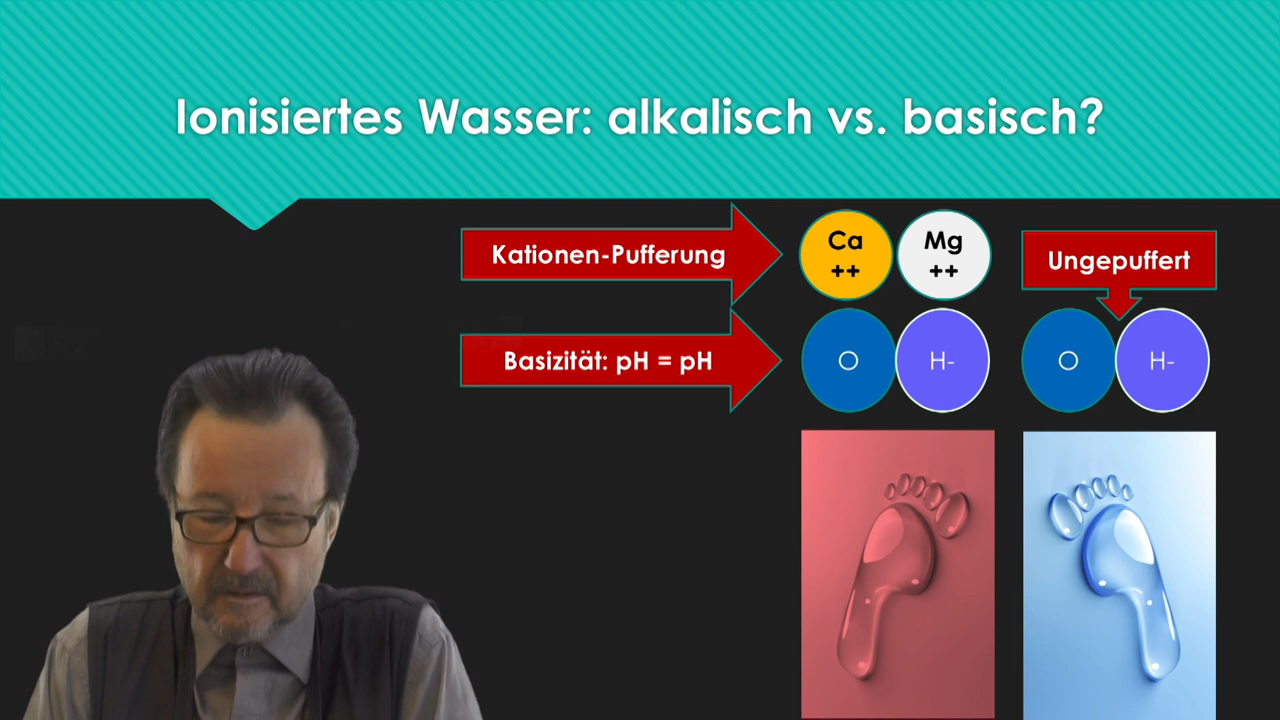 Ionisiertes Wasser: alkalisch vs. basisch?
Kationen-Pufferung
Ca
++
Mg
++
Ungepuffert
Basizität: pH = pH
O
H-
O
H-